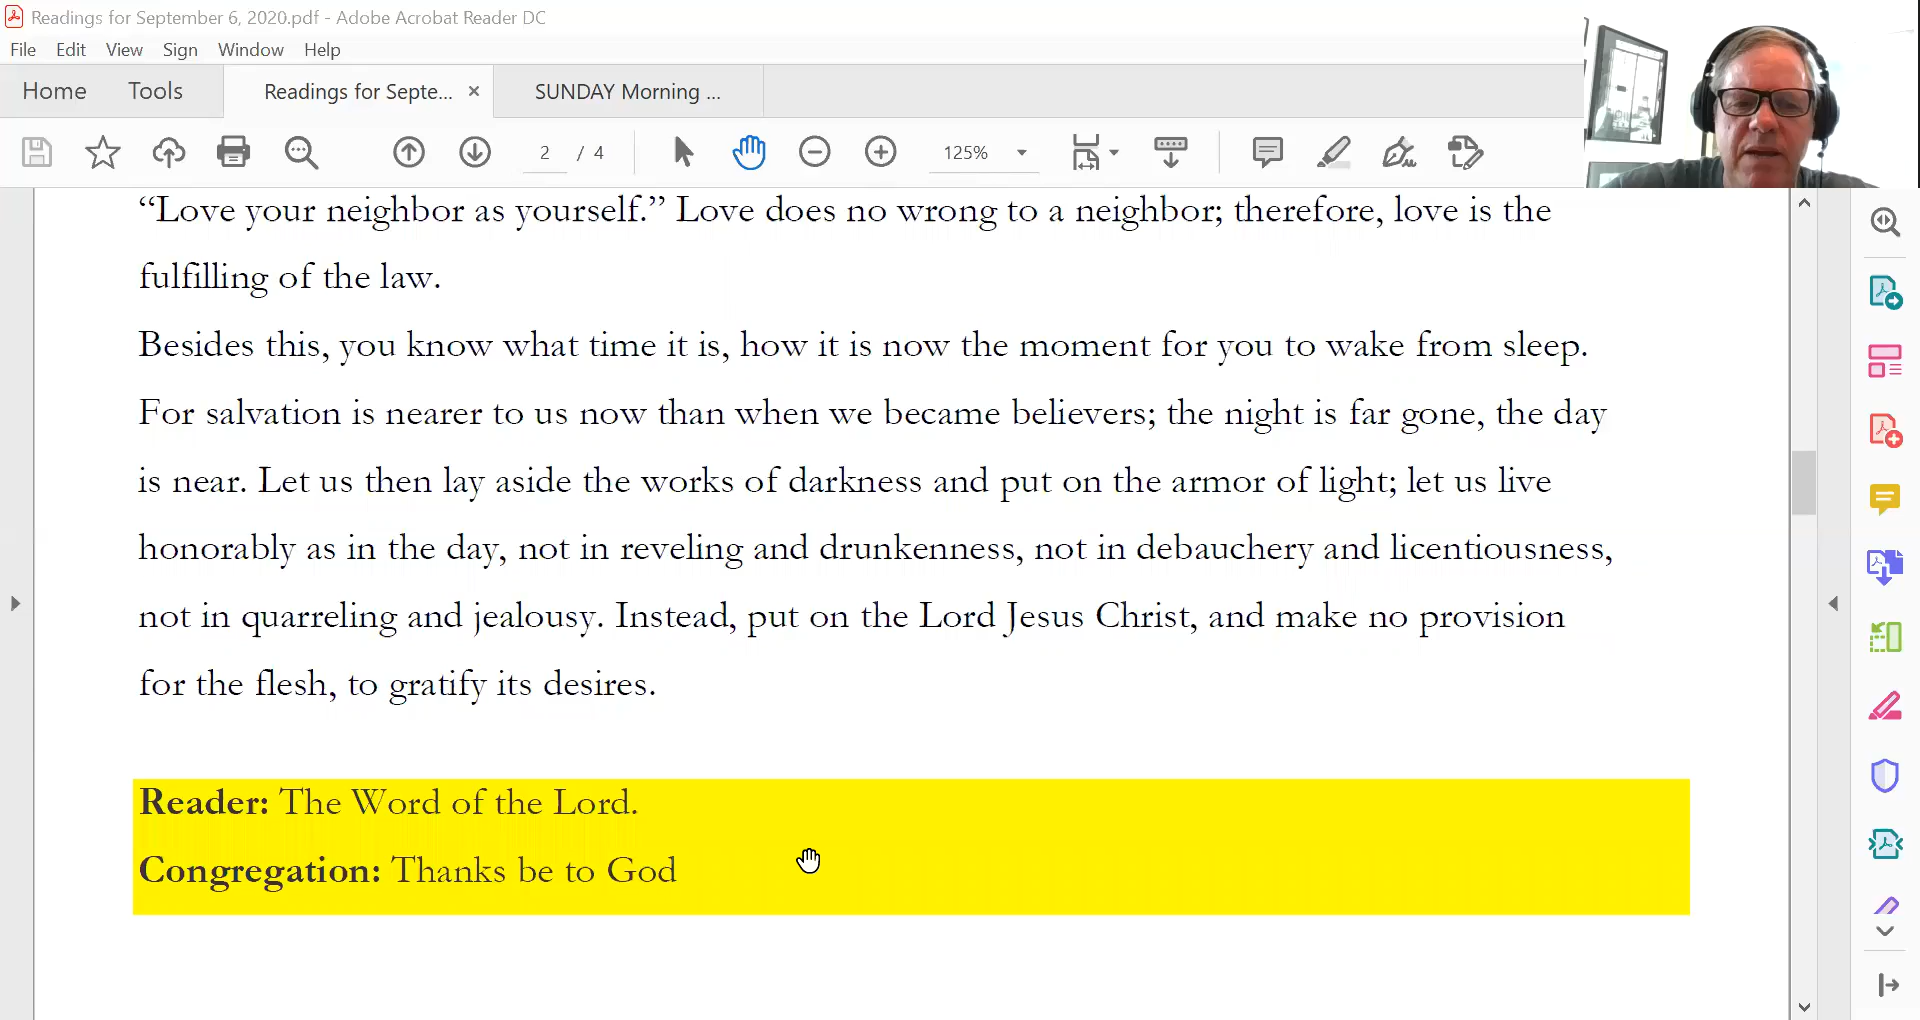 Readings for September 6, 2020.pdf - Adobe Acrobat Reader DC
File Edit View Sign Window Help
Home Tools Readings for Septe... × SUNDAY Morning ...
2 / 4 125%
“Love your neighbor as yourself.” Love does no wrong to a neighbor; therefore, love is the
fulfilling of the law.
Besides this, you know what time it is, how it is now the moment for you to wake from sleep.
For salvation is nearer to us now than when we became believers; the night is far gone, the day
is near. Let us then lay aside the works of darkness and put on the armor of light; let us live
honorably as in the day, not in reveling and drunkenness, not in debauchery and licentiousness,
not in quarreling and jealousy. Instead, put on the Lord Jesus Christ, and make no provision
for the flesh, to gratify its desires.
Reader: The Word of the Lord.
Congregation: Thanks be to God